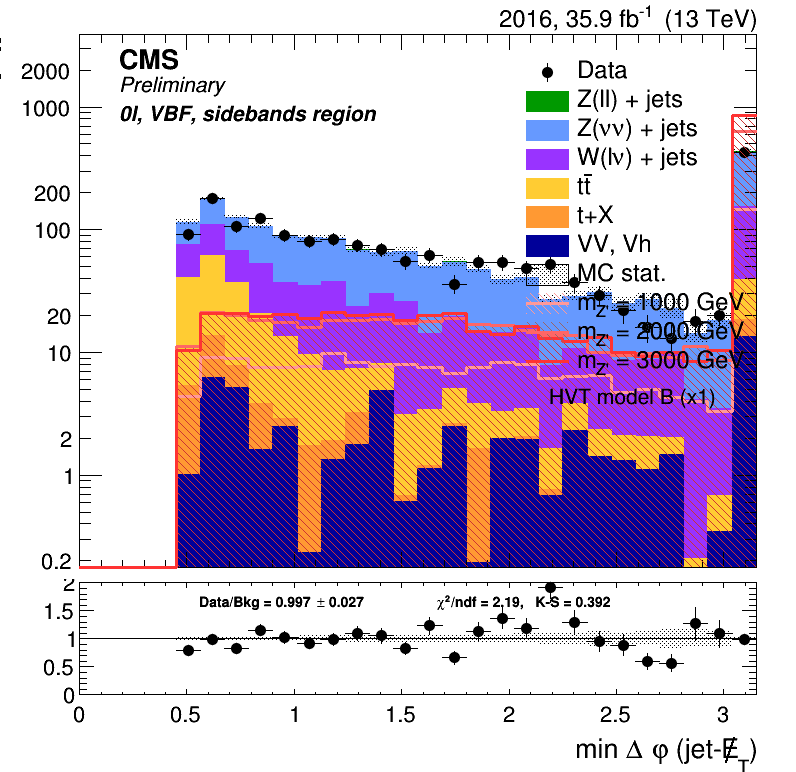 2016, 35.9 fb⁻¹ (13 TeV)
CMS
Preliminary
0l, VBF, sidebands region
Data
Z(ll) + jets
Z(νν) + jets
W(lν) + jets
tt̄
t+X
VV, Vh
MC stat.
m_Z' = 1000 GeV
m_Z' = 2000 GeV
m_Z' = 3000 GeV
HVT model B (x1)
2000
1000
200
100
20
10
2
1
0.2
Data/Bkg = 0.997 ± 0.027 χ²/ndf = 2.19, K-S = 0.392
2
1.5
1
0.5
0
0 0.5 1 1.5 2 2.5 3
min Δ φ (jet-E̸_T)